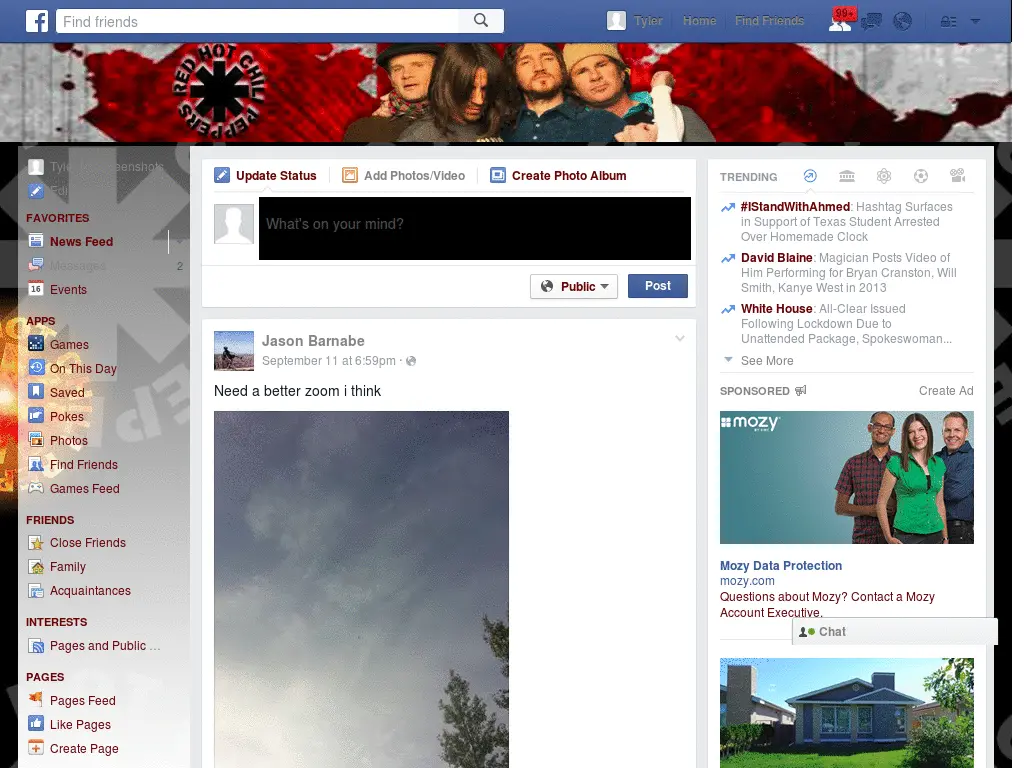 Find friends
Tyler
Home
Find Friends
99+
RED HOT CHILI PEPPERS
Edi
FAVORITES
News Feed
Messages
2
16
Events
APPS
Games
On This Day
Saved
Pokes
Photos
Find Friends
Games Feed
FRIENDS
Close Friends
Family
Acquaintances
INTERESTS
Pages and Public ...
PAGES
Pages Feed
Like Pages
Create Page
Update Status
Add Photos/Video
Create Photo Album
What's on your mind?
Public
Post
Jason Barnabe
September 11 at 6:59pm ·
Need a better zoom i think
TRENDING
#IStandWithAhmed: Hashtag Surfaces
in Support of Texas Student Arrested
Over Homemade Clock
David Blaine: Magician Posts Video of
Him Performing for Bryan Cranston, Will
Smith, Kanye West in 2013
White House: All-Clear Issued
Following Lockdown Due to
Unattended Package, Spokeswoman...
See More
SPONSORED
Create Ad
mozy
Mozy Data Protection
mozy.com
Questions about Mozy? Contact a Mozy
Account Executive.
Chat